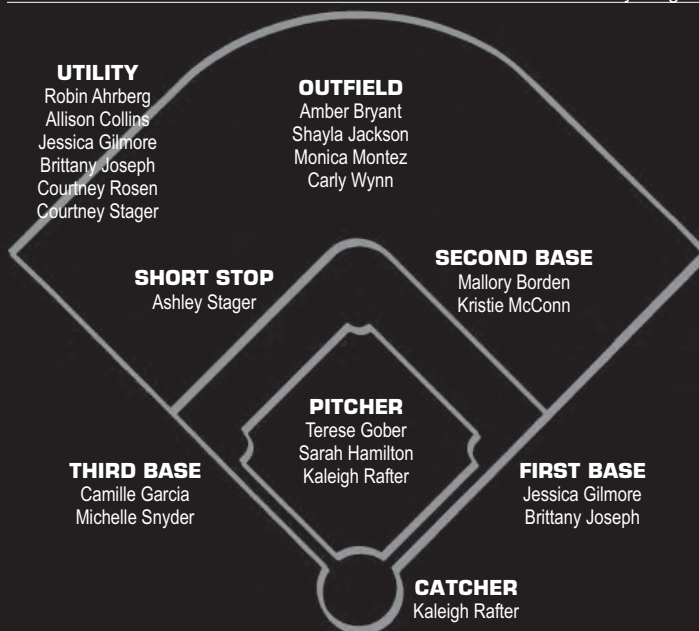 UTILITY
Robin Ahrberg
Allison Collins
Jessica Gilmore
Brittany Joseph
Courtney Rosen
Courtney Stager
OUTFIELD
Amber Bryant
Shayla Jackson
Monica Montez
Carly Wynn
SHORT STOP
Ashley Stager
SECOND BASE
Mallory Borden
Kristie McConn
PITCHER
Terese Gober
Sarah Hamilton
Kaleigh Rafter
THIRD BASE
Camille Garcia
Michelle Snyder
FIRST BASE
Jessica Gilmore
Brittany Joseph
CATCHER
Kaleigh Rafter